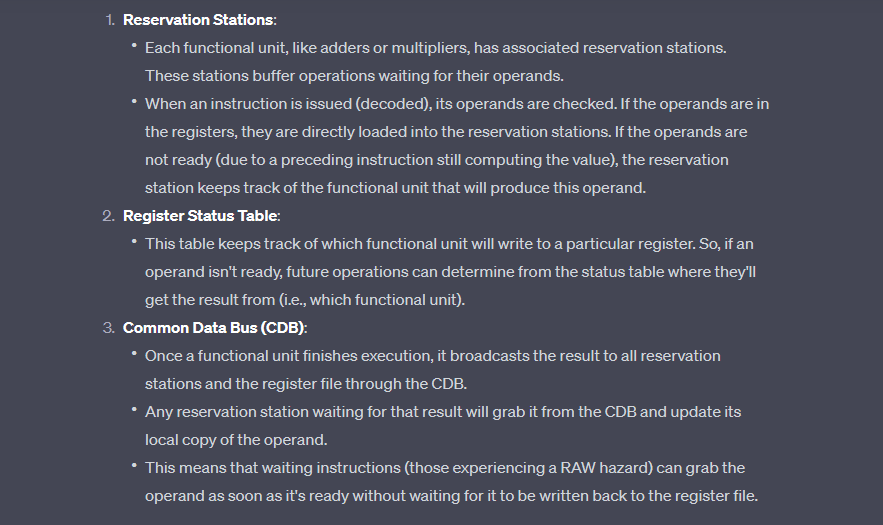 1. Reservation Stations:
• Each functional unit, like adders or multipliers, has associated reservation stations.
These stations buffer operations waiting for their operands.
• When an instruction is issued (decoded), its operands are checked. If the operands are in
the registers, they are directly loaded into the reservation stations. If the operands are
not ready (due to a preceding instruction still computing the value), the reservation
station keeps track of the functional unit that will produce this operand.
2. Register Status Table:
• This table keeps track of which functional unit will write to a particular register. So, if an
operand isn't ready, future operations can determine from the status table where they'll
get the result from (i.e., which functional unit).
3. Common Data Bus (CDB):
• Once a functional unit finishes execution, it broadcasts the result to all reservation
stations and the register file through the CDB.
• Any reservation station waiting for that result will grab it from the CDB and update its
local copy of the operand.
• This means that waiting instructions (those experiencing a RAW hazard) can grab the
operand as soon as it's ready without waiting for it to be written back to the register file.